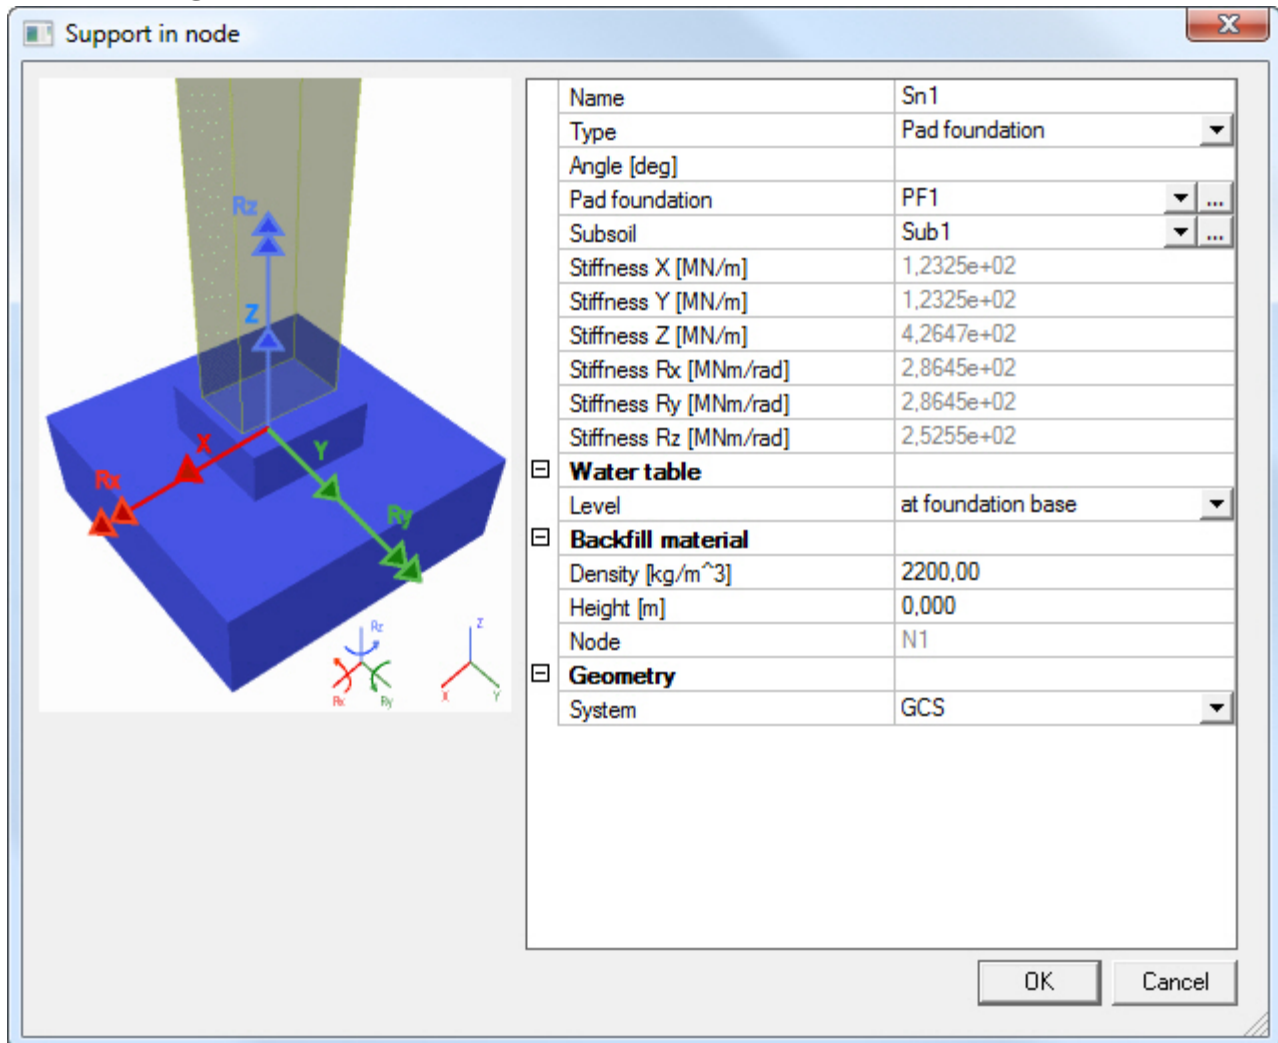 Support in node
Name Sn1
Type Pad foundation
Angle [deg]
Pad foundation PF1 ...
Subsoil Sub1 ...
Stiffness X [MN/m] 1,2325e+02
Stiffness Y [MN/m] 1,2325e+02
Stiffness Z [MN/m] 4,2647e+02
Stiffness Rx [MNm/rad] 2,8645e+02
Stiffness Ry [MNm/rad] 2,8645e+02
Stiffness Rz [MNm/rad] 2,5255e+02
Water table
Level at foundation base
Backfill material
Density [kg/m^3] 2200,00
Height [m] 0,000
Node N1
Geometry
System GCS
Rz
Z
X
Y
Rx
Ry
Rz
Rx Ry
Z
X Y
OK Cancel